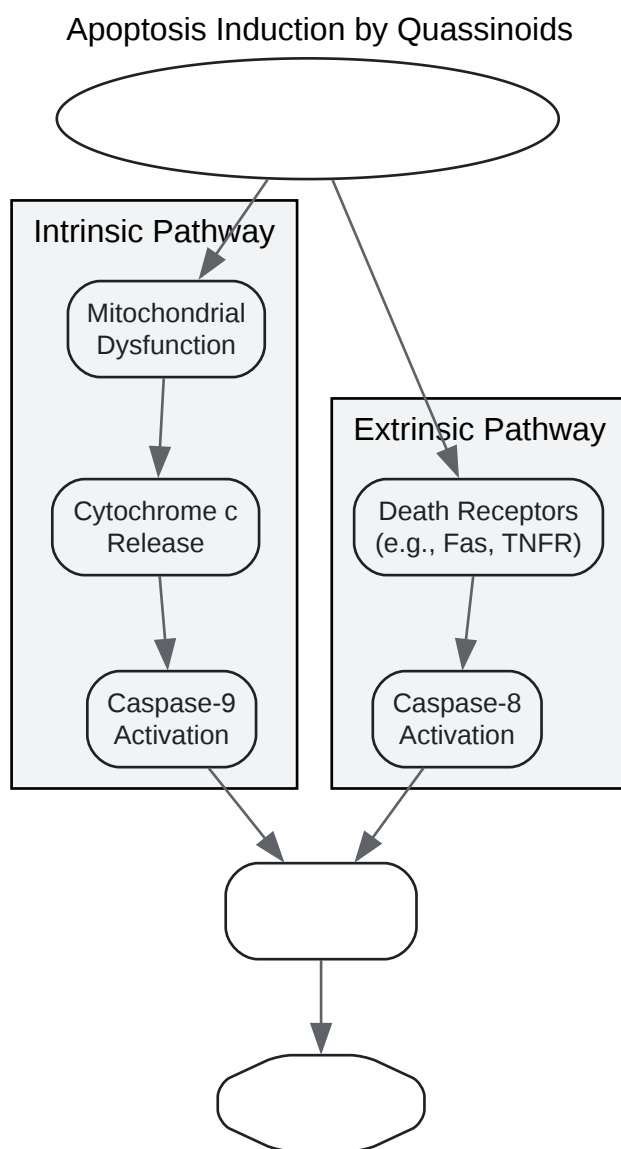 Apoptosis Induction by Quassinoids
Intrinsic Pathway
Mitochondrial
Dysfunction
Cytochrome c
Release
Caspase-9
Activation
Extrinsic Pathway
Death Receptors
(e.g., Fas, TNFR)
Caspase-8
Activation